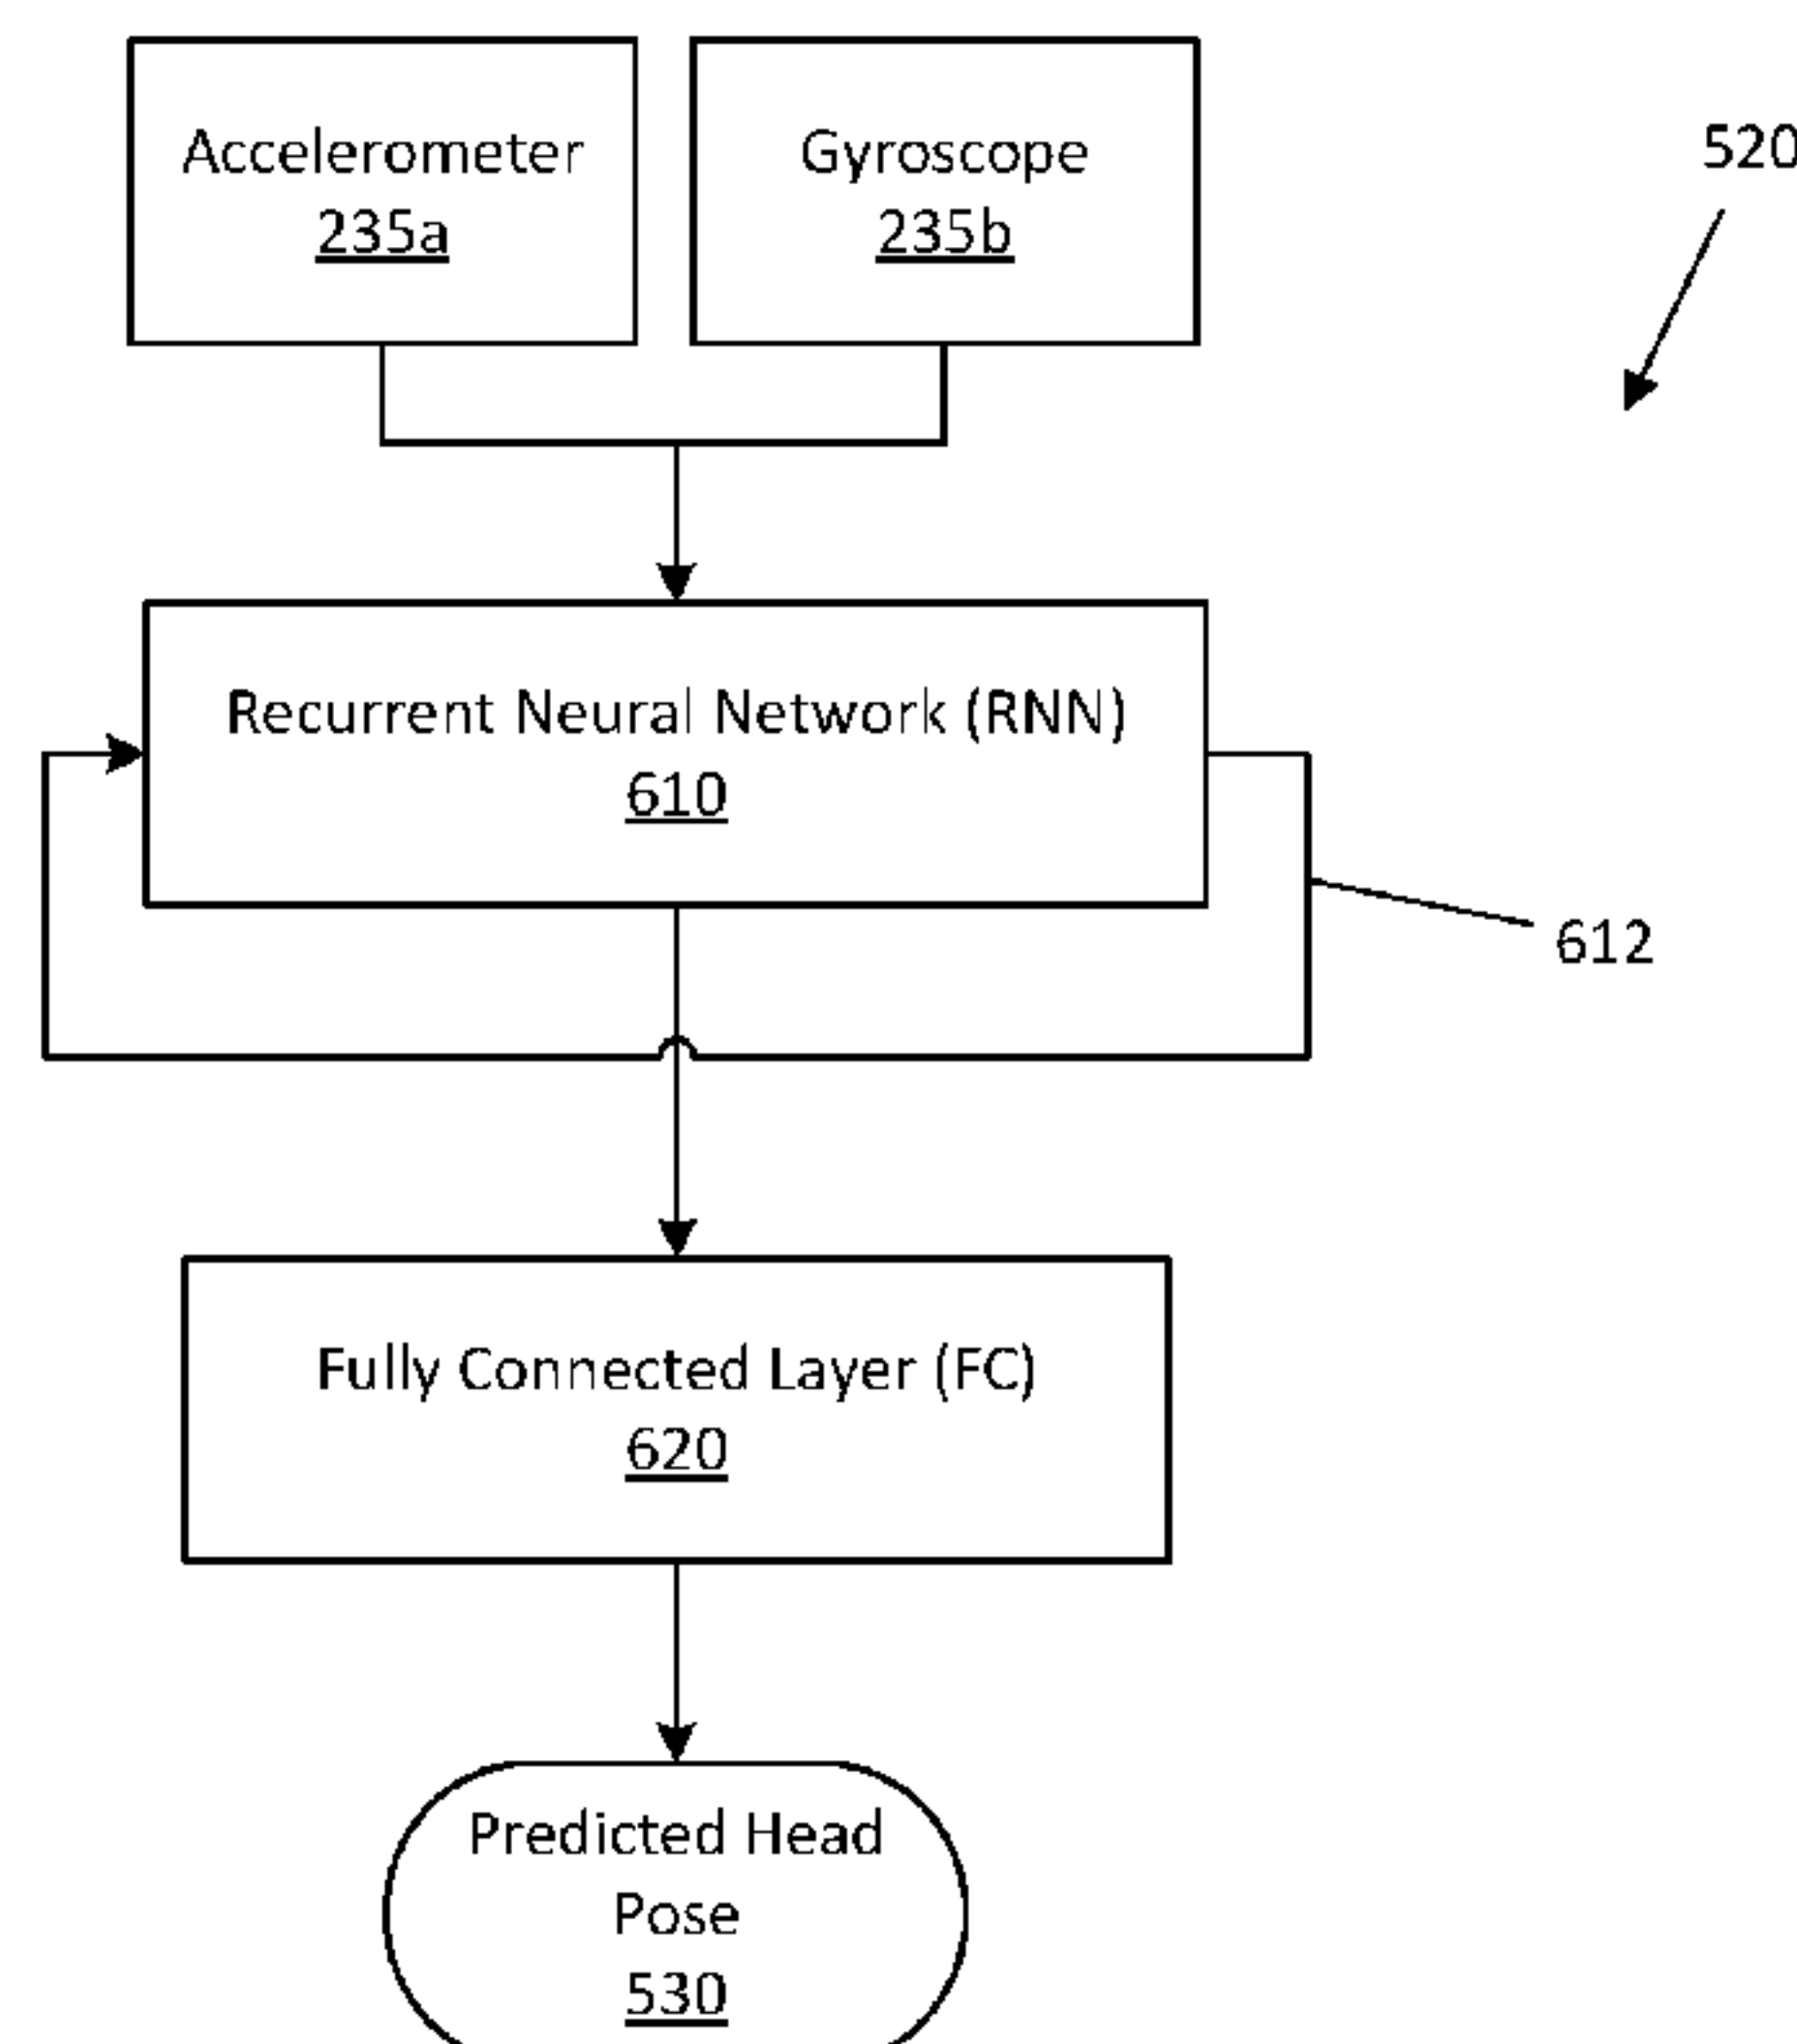 Accelerometer
235a
Gyroscope
235b
520
Recurrent Neural Network (RNN)
610
612
Fully Connected Layer (FC)
620
Predicted Head
Pose
530